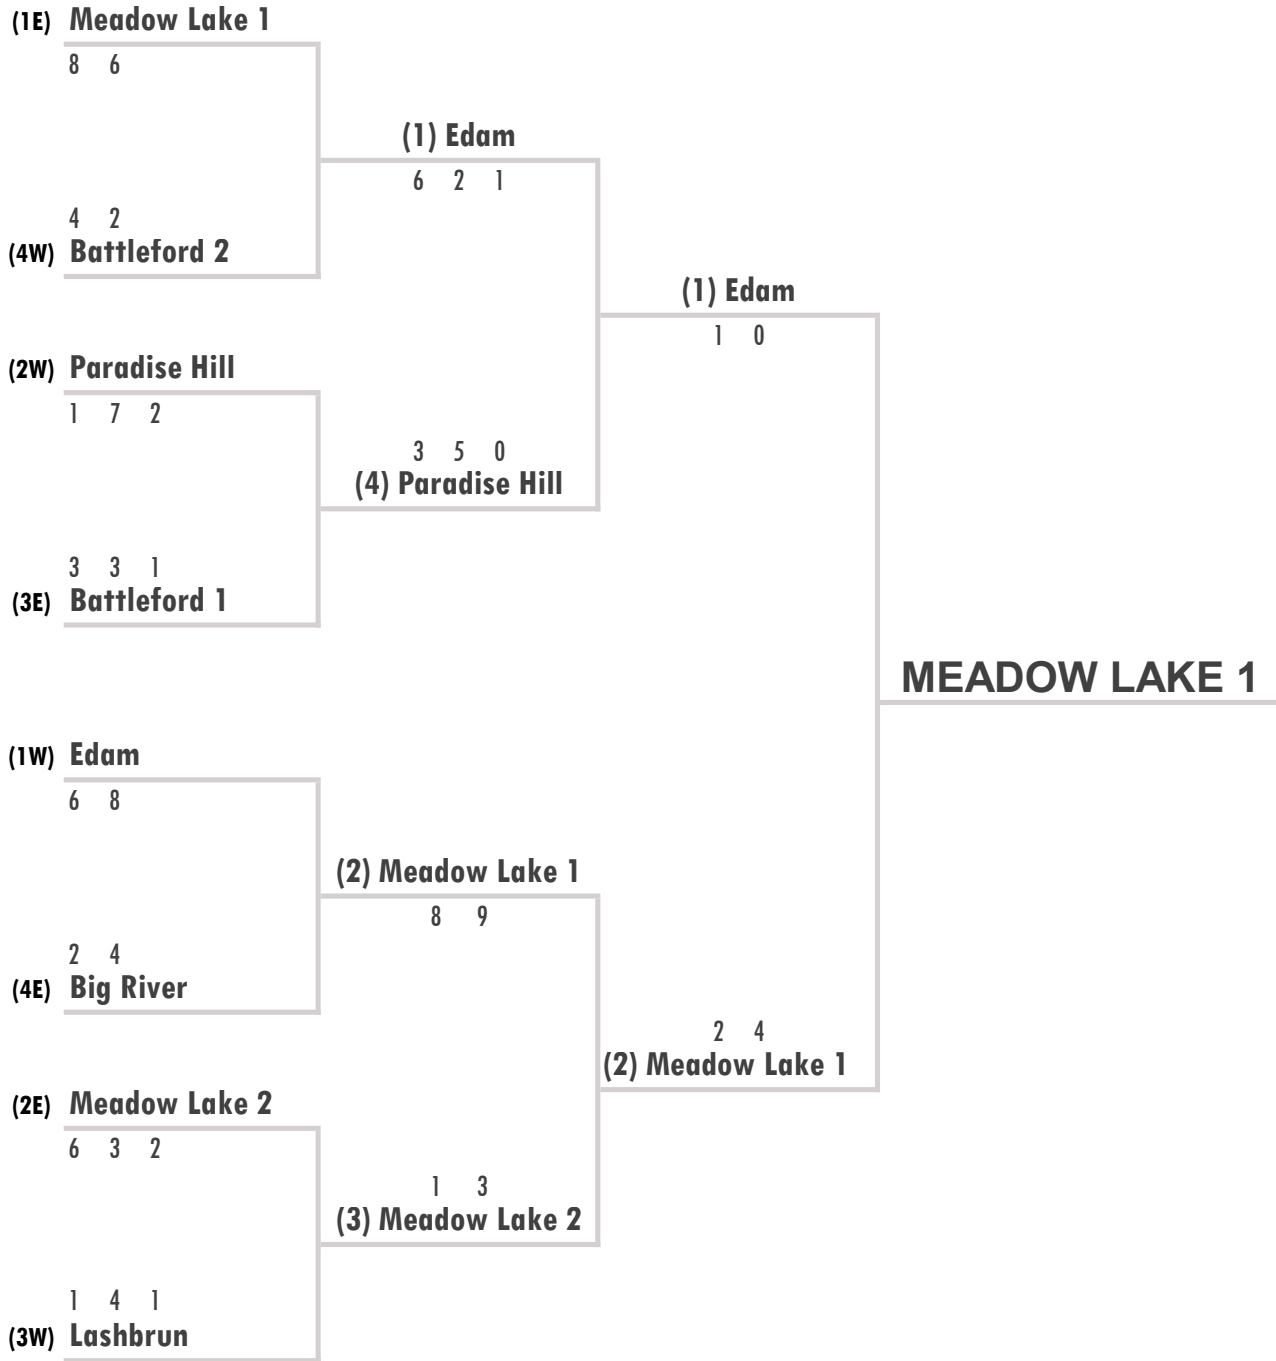 (1E) Meadow Lake 1
8 6
(1) Edam
6 2 1
4 2
(4W) Battleford 2
(1) Edam
1 0
(2W) Paradise Hill
1 7 2
3 5 0
(4) Paradise Hill
3 3 1
(3E) Battleford 1
MEADOW LAKE 1
(1W) Edam
6 8
(2) Meadow Lake 1
8 9
2 4
(4E) Big River
2 4
(2) Meadow Lake 1
(2E) Meadow Lake 2
6 3 2
1 3
(3) Meadow Lake 2
1 4 1
(3W) Lashbrun